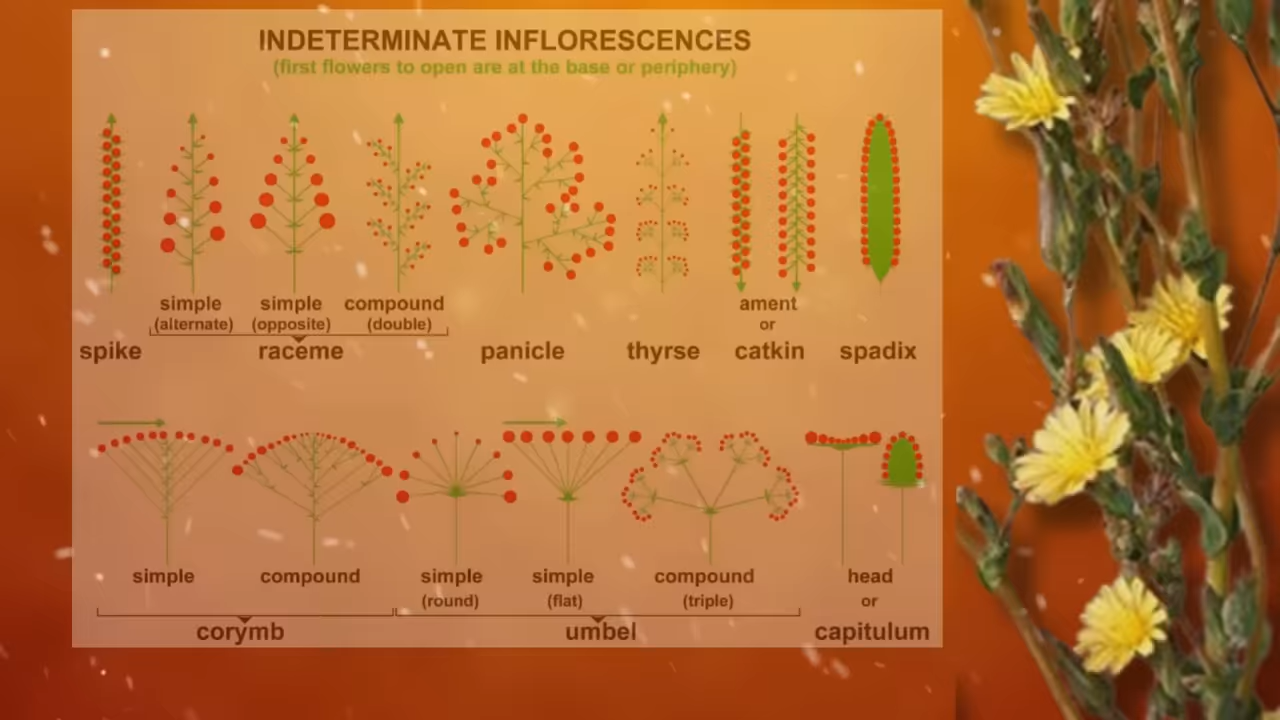 INDETERMINATE INFLORESCENCES
(first flowers to open are at the base or periphery)
simple simple compound ament
(alternate) (opposite) (double) or
spike raceme panicle thyrse catkin spadix
simple compound simple simple compound head
(round) (flat) (triple) or
corymb umbel capitulum